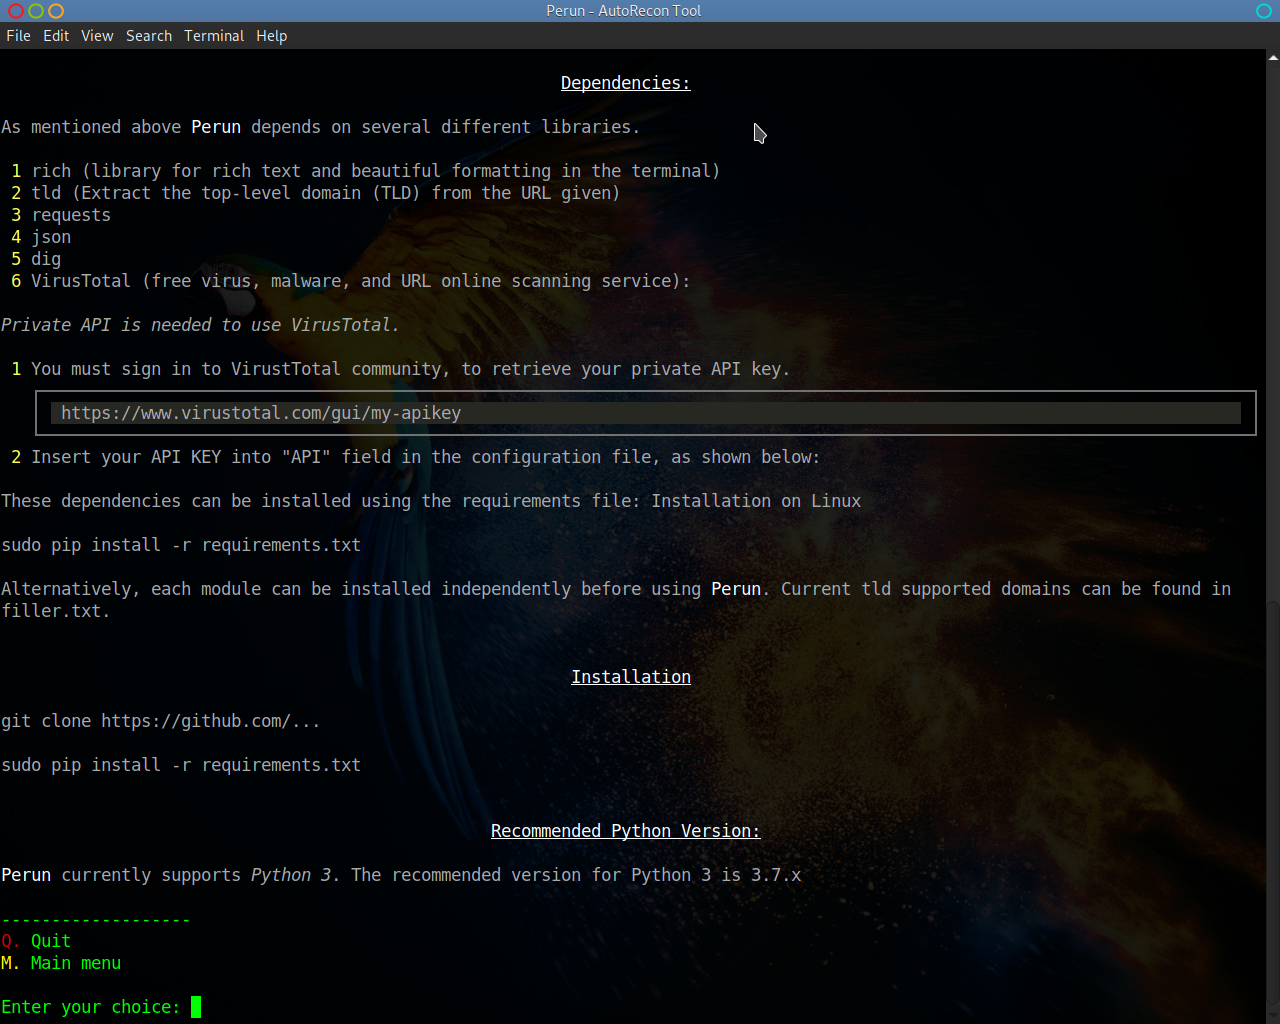 Perun - AutoRecon Tool
File Edit View Search Terminal Help
Dependencies:
As mentioned above Perun depends on several different libraries.
1 rich (library for rich text and beautiful formatting in the terminal)
2 tld (Extract the top-level domain (TLD) from the URL given)
3 requests
4 json
5 dig
6 VirusTotal (free virus, malware, and URL online scanning service):
Private API is needed to use VirusTotal.
1 You must sign in to VirustTotal community, to retrieve your private API key.
https://www.virustotal.com/gui/my-apikey
2 Insert your API KEY into "API" field in the configuration file, as shown below:
These dependencies can be installed using the requirements file: Installation on Linux
sudo pip install -r requirements.txt
Alternatively, each module can be installed independently before using Perun. Current tld supported domains can be found in
filler.txt.
Installation
git clone https://github.com/...
sudo pip install -r requirements.txt
Recommended Python Version:
Perun currently supports Python 3. The recommended version for Python 3 is 3.7.x
-------------------
Q. Quit
M. Main menu
Enter your choice: